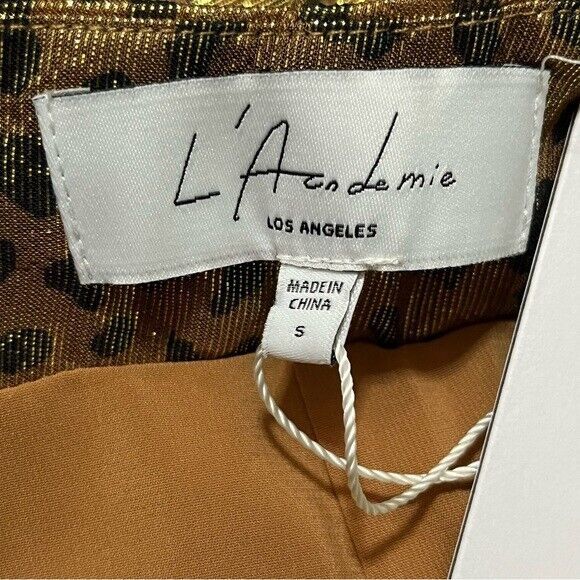 L'Academie
LOS ANGELES
MADE IN
CHINA
S